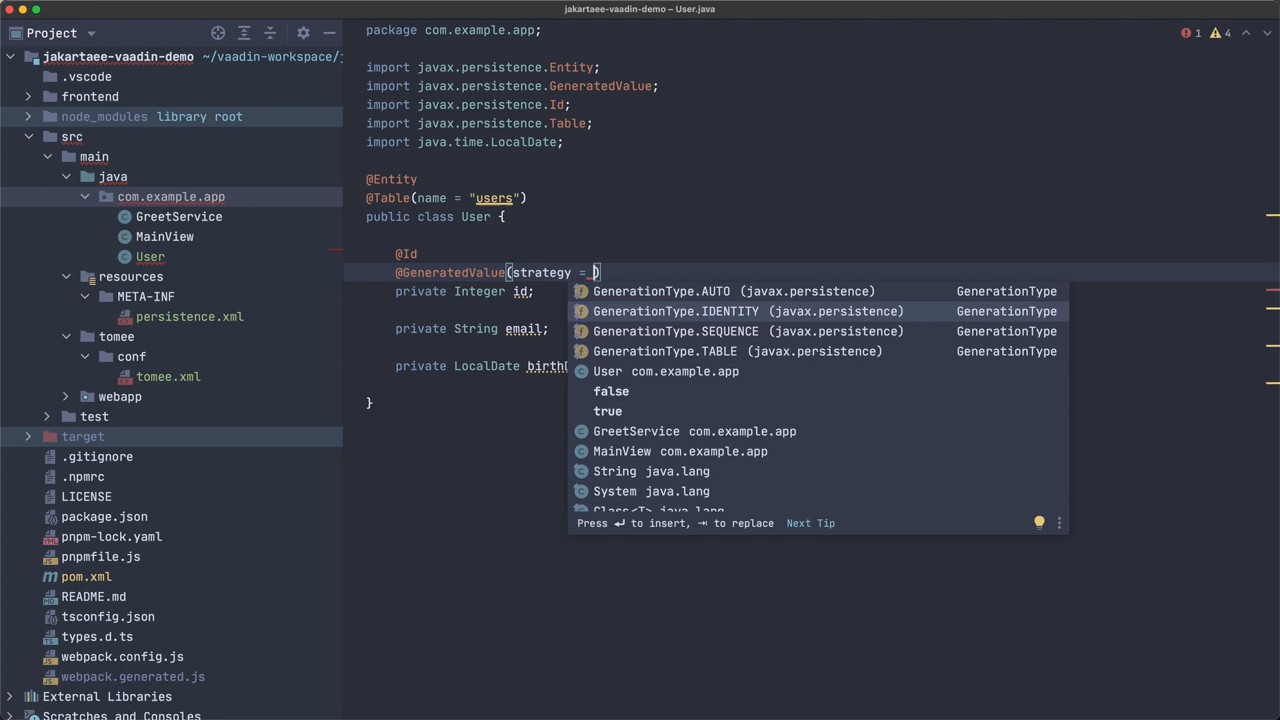 jakartaee-vaadin-demo – User.java
Project
jakartaee-vaadin-demo ~/vaadin-workspace/j
.vscode
frontend
node_modules library root
src
main
java
com.example.app
GreetService
MainView
User
resources
META-INF
persistence.xml
tomee
conf
tomee.xml
webapp
test
target
.gitignore
.npmrc
LICENSE
package.json
pnpm-lock.yaml
pnpmfile.js
pom.xml
README.md
tsconfig.json
types.d.ts
webpack.config.js
webpack.generated.js
External Libraries
Scratches and Consoles
1 4
package com.example.app;
import javax.persistence.Entity;
import javax.persistence.GeneratedValue;
import javax.persistence.Id;
import javax.persistence.Table;
import java.time.LocalDate;
@Entity
@Table(name = "users")
public class User {
@Id
@GeneratedValue(strategy = )
private Integer id;
private String email;
private LocalDate birthD
}
GenerationType.AUTO (javax.persistence) GenerationType
GenerationType.IDENTITY (javax.persistence) GenerationType
GenerationType.SEQUENCE (javax.persistence) GenerationType
GenerationType.TABLE (javax.persistence) GenerationType
User com.example.app
false
true
GreetService com.example.app
MainView com.example.app
String java.lang
System java.lang
Class<T> java.lang
Press ↵ to insert, ⇥ to replace Next Tip